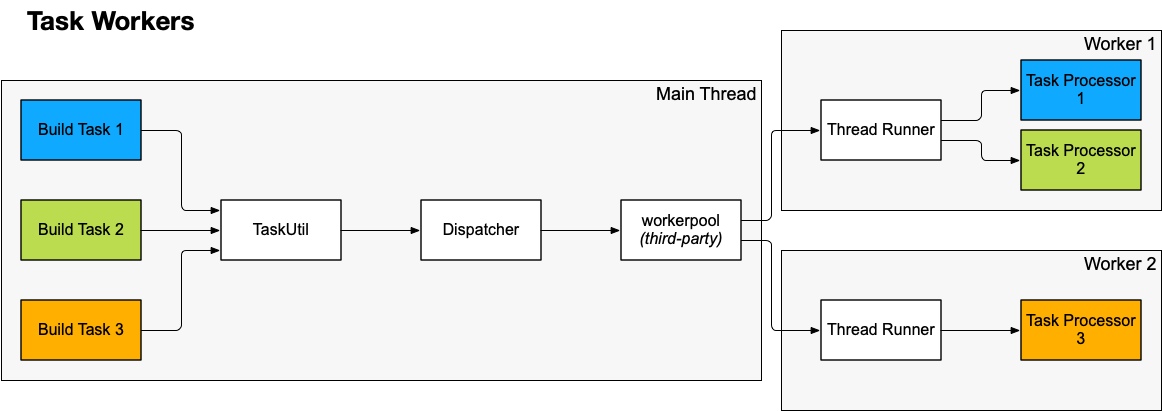 Task Workers
Main Thread
Build Task 1
Build Task 2
Build Task 3
TaskUtil
Dispatcher
workerpool
(third-party)
Worker 1
Thread Runner
Task Processor
1
Task Processor
2
Worker 2
Thread Runner
Task Processor
3